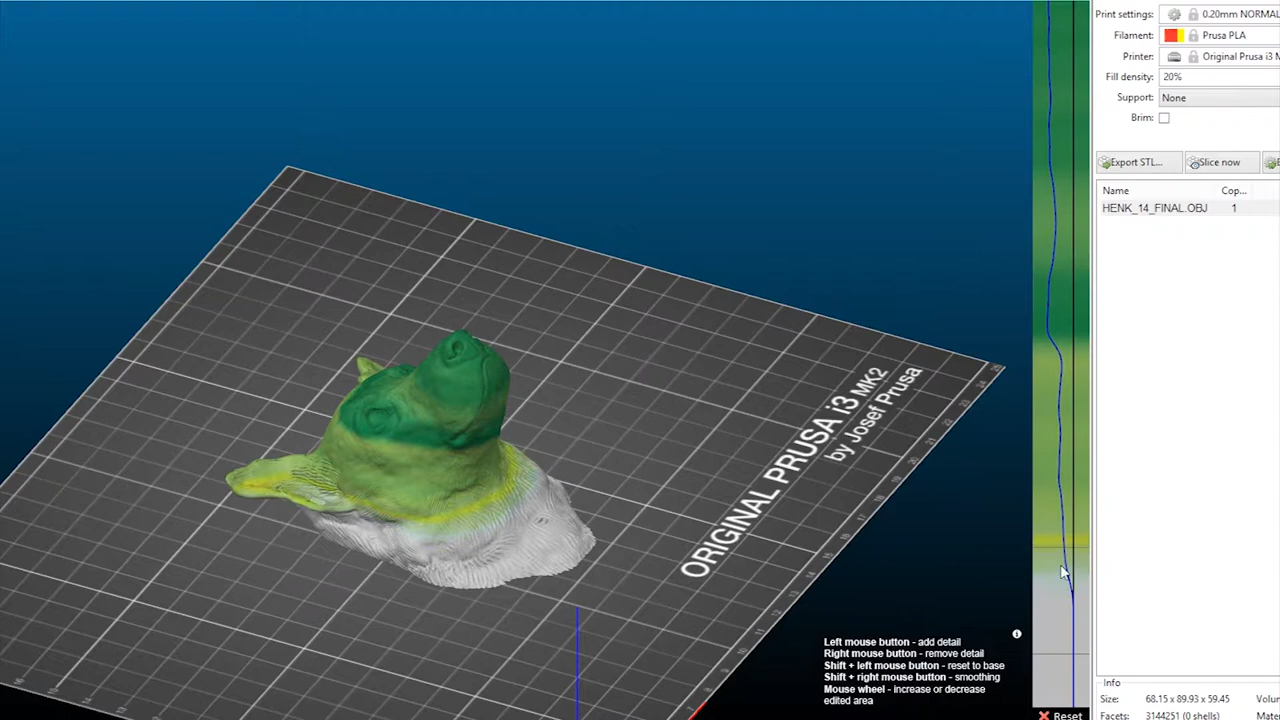 Print settings:
0.20mm NORMAL
Filament:
Prusa PLA
Printer:
Original Prusa i3 M
Fill density:
20%
Support:
None
Brim:
Export STL...
Slice now
Name
Cop...
HENK_14_FINAL.OBJ
1
ORIGINAL PRUSA i3 MK2
by Josef Prusa
Left mouse button - add detail
Right mouse button - remove detail
Shift + left mouse button - reset to base
Shift + right mouse button - smoothing
Mouse wheel - increase or decrease
edited area
Info
Size:
68.15 x 89.93 x 59.45
Volu
Facets:
3144251 (0 shells)
Mate
Reset